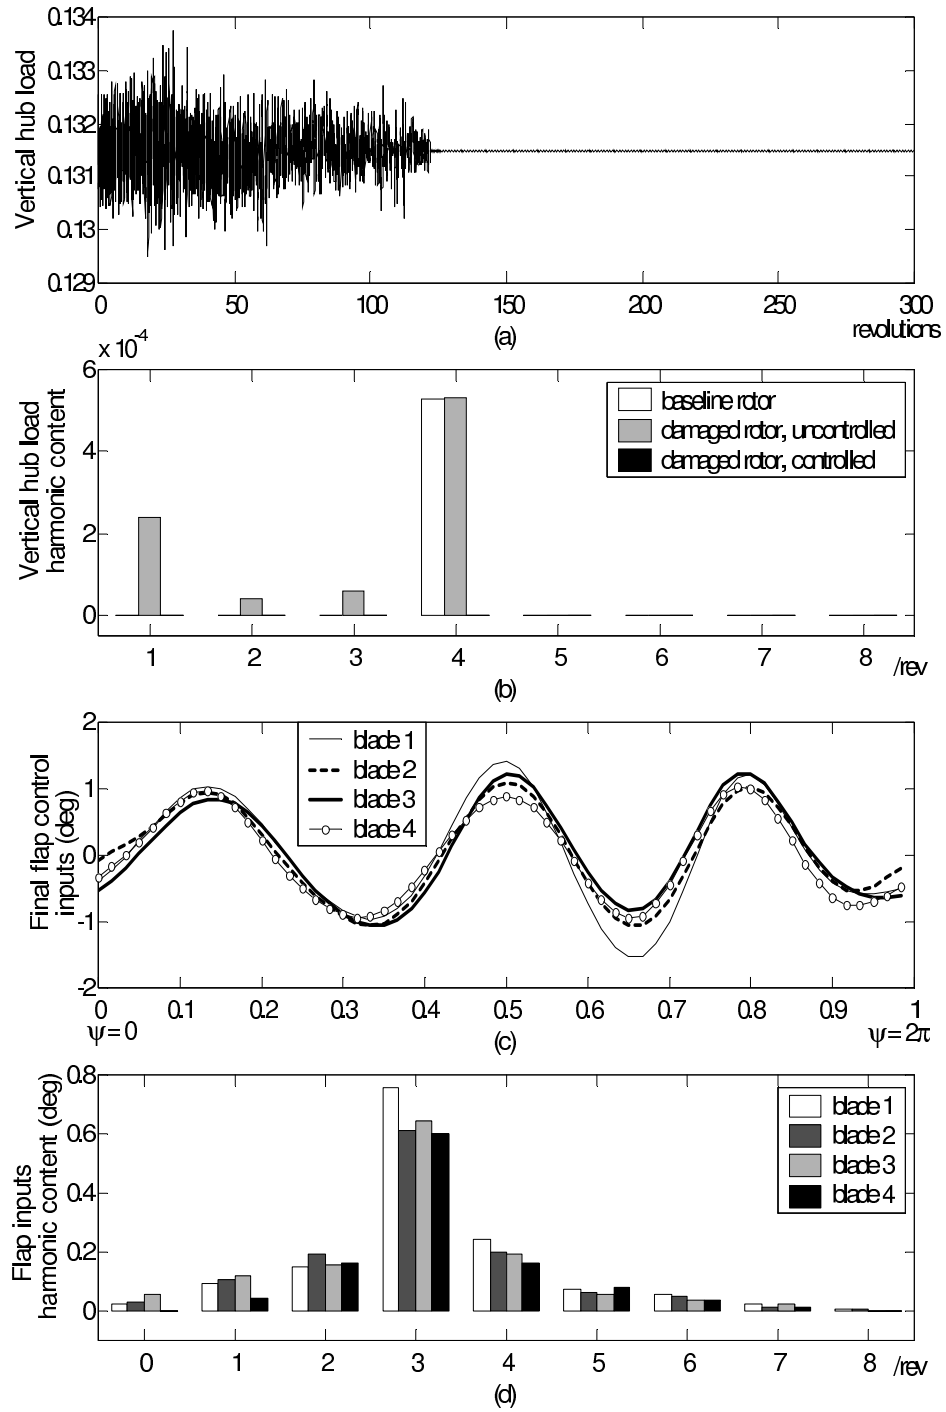 0.134
0.133
0.132
0.131
0.13
0.129
Vertical hub load
0 50 100 150 200 250 300
(a)
revolutions
x 10^-4
6
4
2
0
Vertical hub load
harmonic content
baseline rotor
damaged rotor, uncontrolled
damaged rotor, controlled
1 2 3 4 5 6 7 8 /rev
(b)
2
1
0
-1
-2
Final flap control
inputs (deg)
blade 1
blade 2
blade 3
blade 4
0 0.1 0.2 0.3 0.4 0.5 0.6 0.7 0.8 0.9 1
ψ=0 (c) ψ=2π
0.8
0.6
0.4
0.2
0
Flap inputs
harmonic content (deg)
blade 1
blade 2
blade 3
blade 4
0 1 2 3 4 5 6 7 8 /rev
(d)